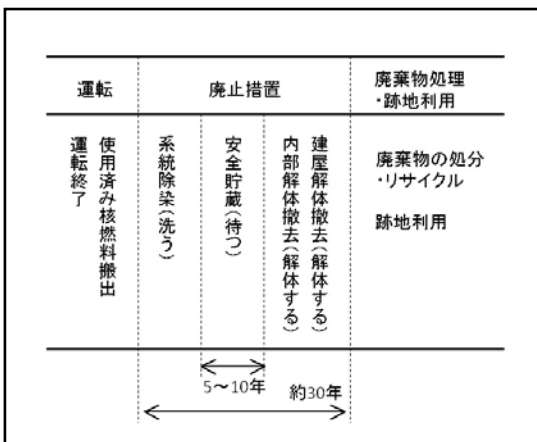 運転
廃止措置
廃棄物処理
・跡地利用
運転終了
使用済み核燃料搬出
系統除染(洗う)
安全貯蔵(待つ)
内部解体撤去(解体する)
建屋解体撤去(解体する)
廃棄物の処分
・リサイクル
跡地利用
5～10年
約30年